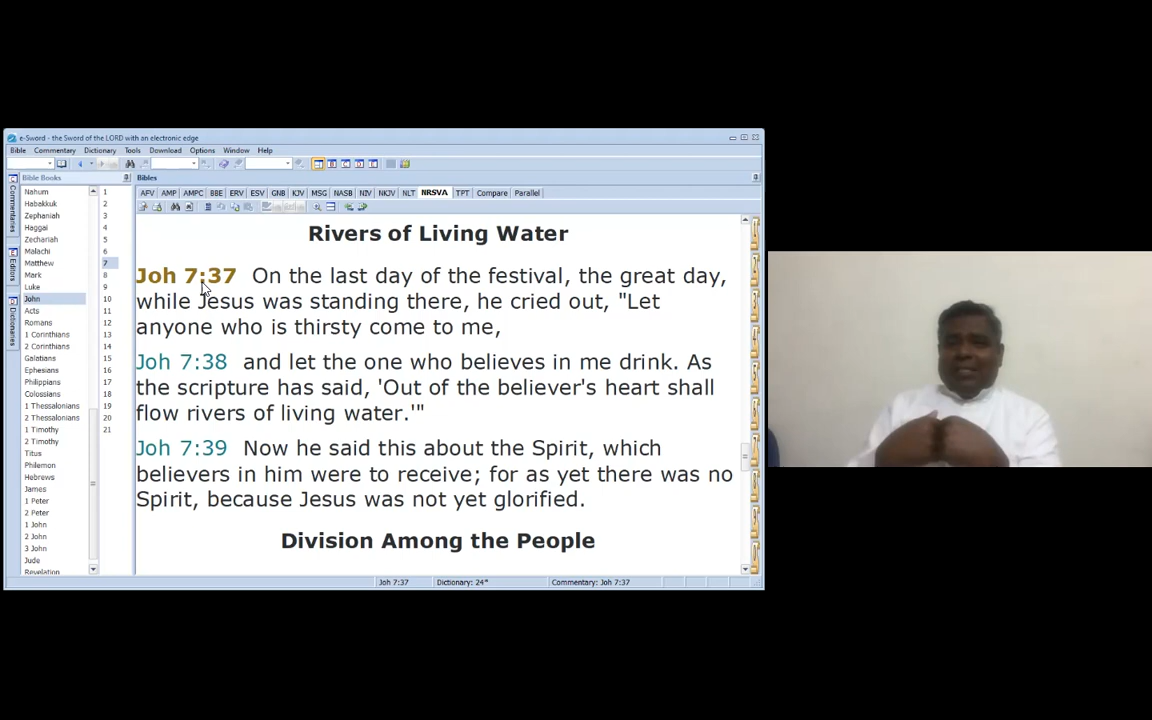 e-Sword - the Sword of the LORD with an electronic edge
Bible Commentary Dictionary Tools Download Options Window Help
Bible Books
Bibles
AFV AMP AMPC BBE ERV ESV GNB KJV MSG NASB NIV NKJV NLT NRSVA TPT Compare Parallel
Commentaries
Editors
Dictionaries
Nahum 1
Habakkuk 2
Zephaniah 3
Haggai 4
Zechariah 5
Malachi 6
Matthew 7
Mark 8
Luke 9
John 10
Acts 11
Romans 12
1 Corinthians 13
2 Corinthians 14
Galatians 15
Ephesians 16
Philippians 17
Colossians 18
1 Thessalonians 19
2 Thessalonians 20
1 Timothy 21
2 Timothy
Titus
Philemon
Hebrews
James
1 Peter
2 Peter
1 John
2 John
3 John
Jude
Revelation
Rivers of Living Water
Joh 7:37 On the last day of the festival, the great day,
while Jesus was standing there, he cried out, "Let
anyone who is thirsty come to me,
Joh 7:38 and let the one who believes in me drink. As
the scripture has said, 'Out of the believer's heart shall
flow rivers of living water.'"
Joh 7:39 Now he said this about the Spirit, which
believers in him were to receive; for as yet there was no
Spirit, because Jesus was not yet glorified.
Division Among the People
Joh 7:37 Dictionary: 24* Commentary: Joh 7:37